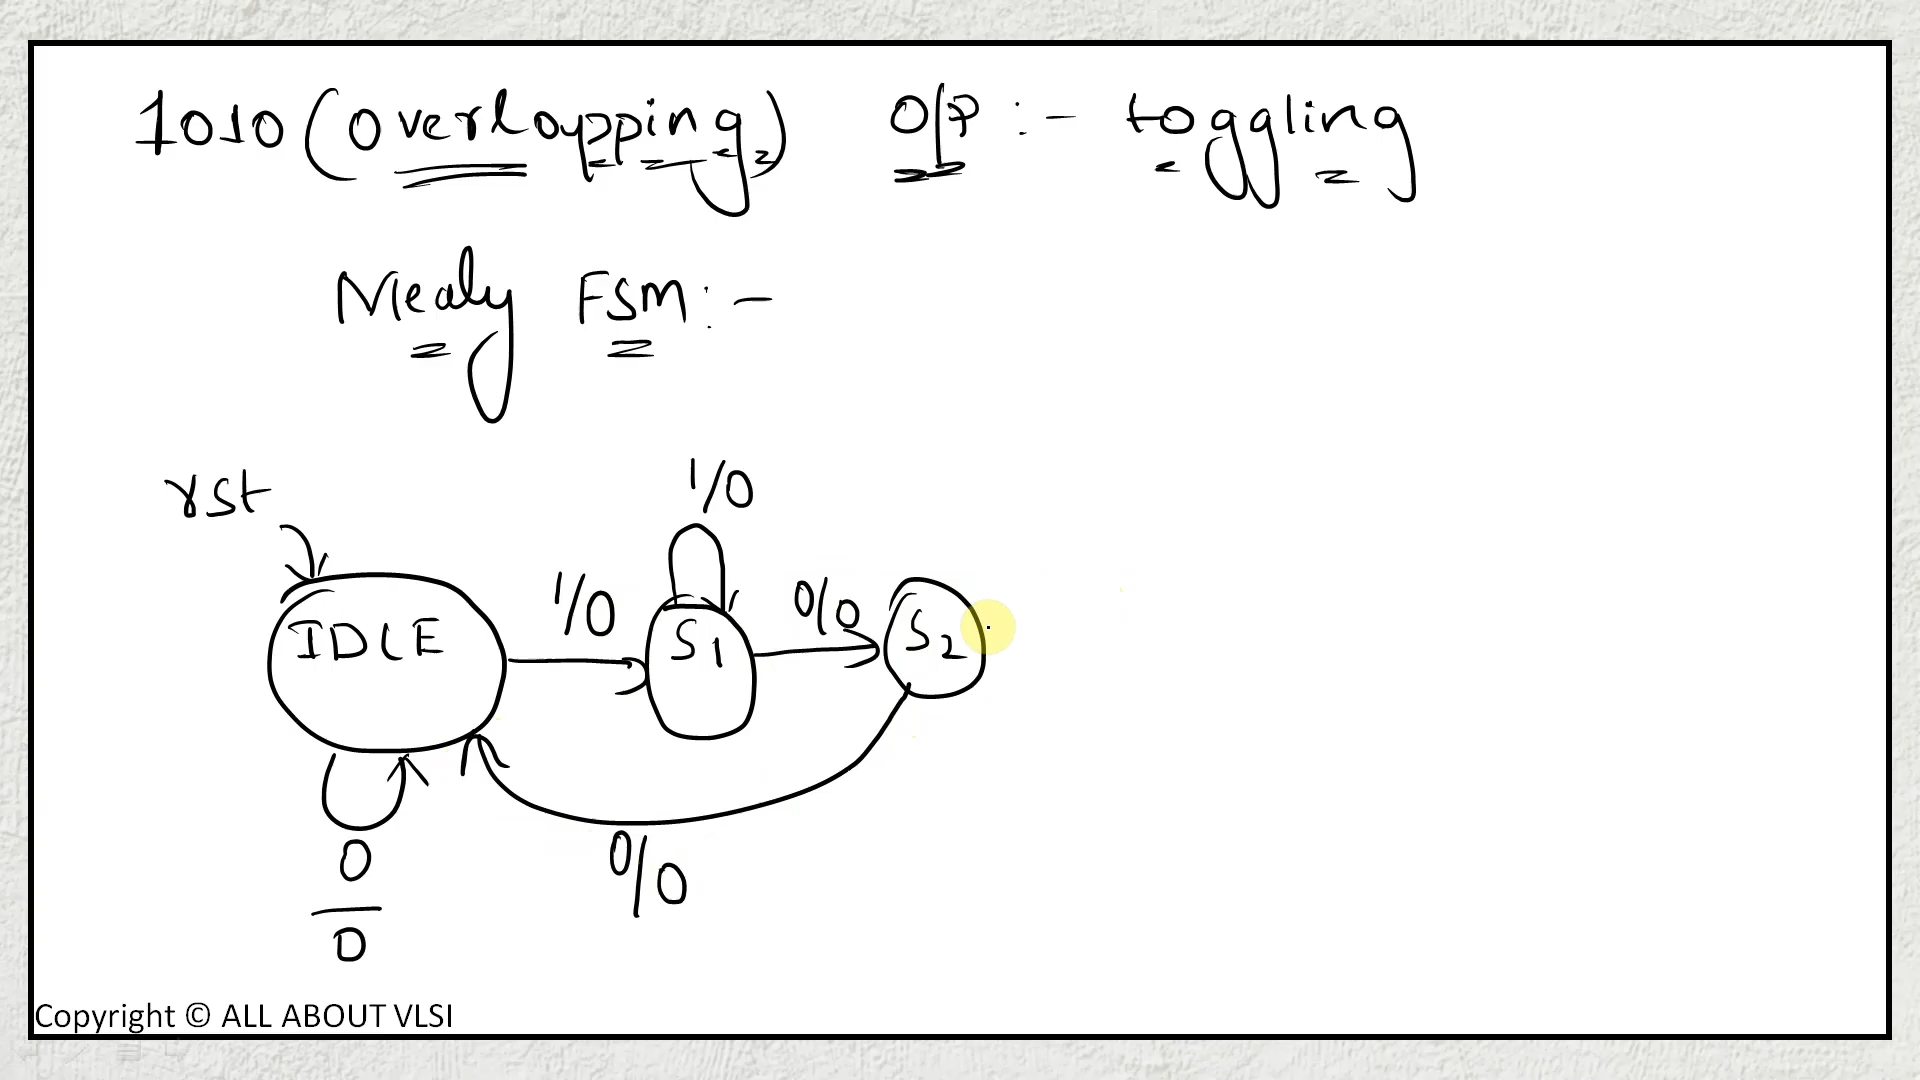 1010 (overlapping) O/P :- toggling
Mealy FSM :-
rst
1/0
IDLE 1/0 S1 0/0 S2
0/0
0
0
Copyright © ALL ABOUT VLSI